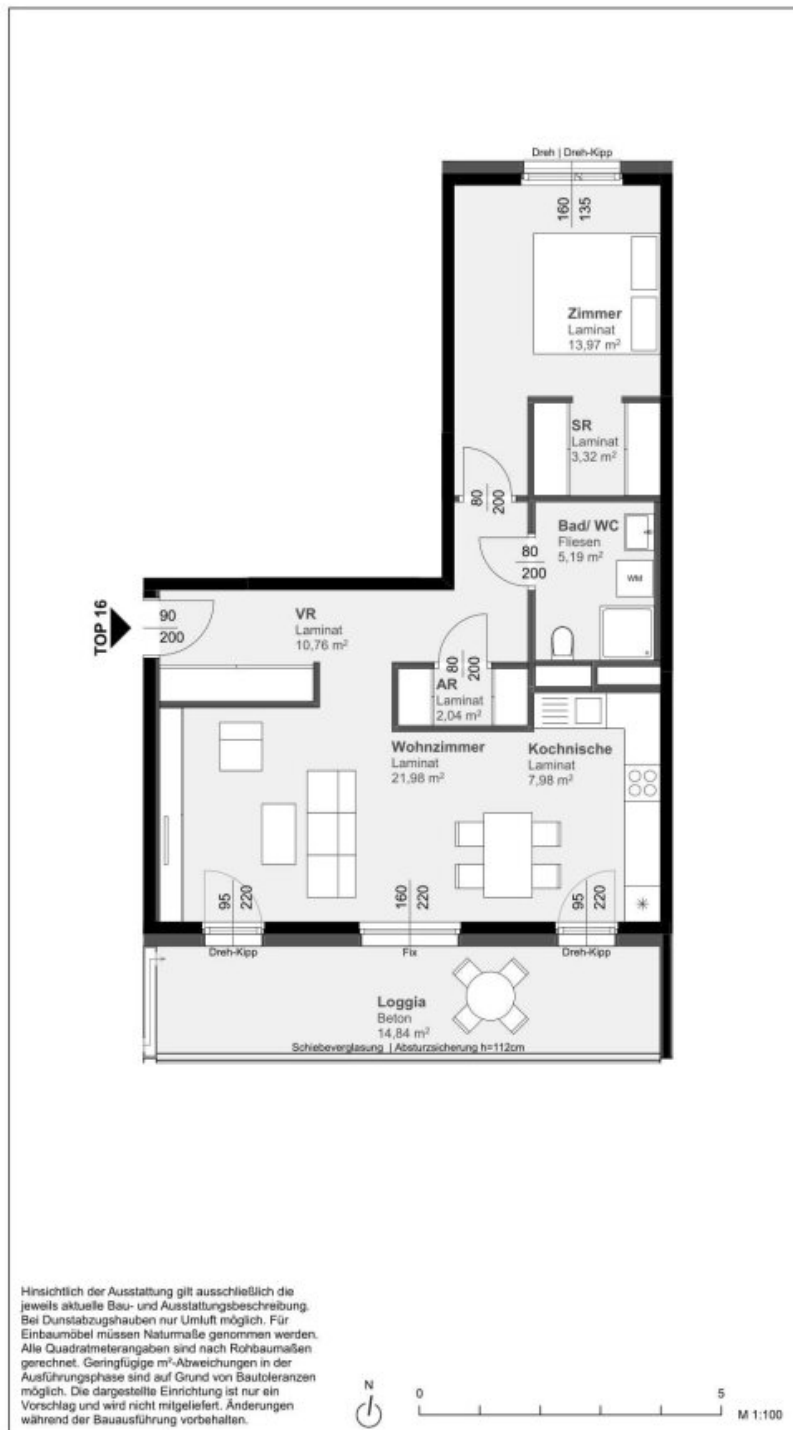 Dreh | Dreh-Kipp
160
135
Zimmer
Laminat
13,97 m²
SR
Laminat
3,32 m²
80
200
Bad/ WC
Fliesen
5,19 m²
80
200
WM
TOP 16
90
200
VR
Laminat
10,76 m²
80
200
AR
Laminat
2,04 m²
Wohnzimmer
Laminat
21,98 m²
Kochnische
Laminat
7,98 m²
95
220
160
220
95
220
Dreh-Kipp
Fix
Dreh-Kipp
Loggia
Beton
14,84 m²
Schiebeverglasung | Absturzsicherung h=112cm
Hinsichtlich der Ausstattung gilt ausschließlich die
jeweils aktuelle Bau- und Ausstattungsbeschreibung.
Bei Dunstabzugshauben nur Umluft möglich. Für
Einbaumöbel müssen Naturmaße genommen werden.
Alle Quadratmeterangaben sind nach Rohbaumaßen
gerechnet. Geringfügige m²-Abweichungen in der
Ausführungsphase sind auf Grund von Bautoleranzen
möglich. Die dargestellte Einrichtung ist nur ein
Vorschlag und wird nicht mitgeliefert. Änderungen
während der Bauausführung vorbehalten.
N
0
5
M 1:100